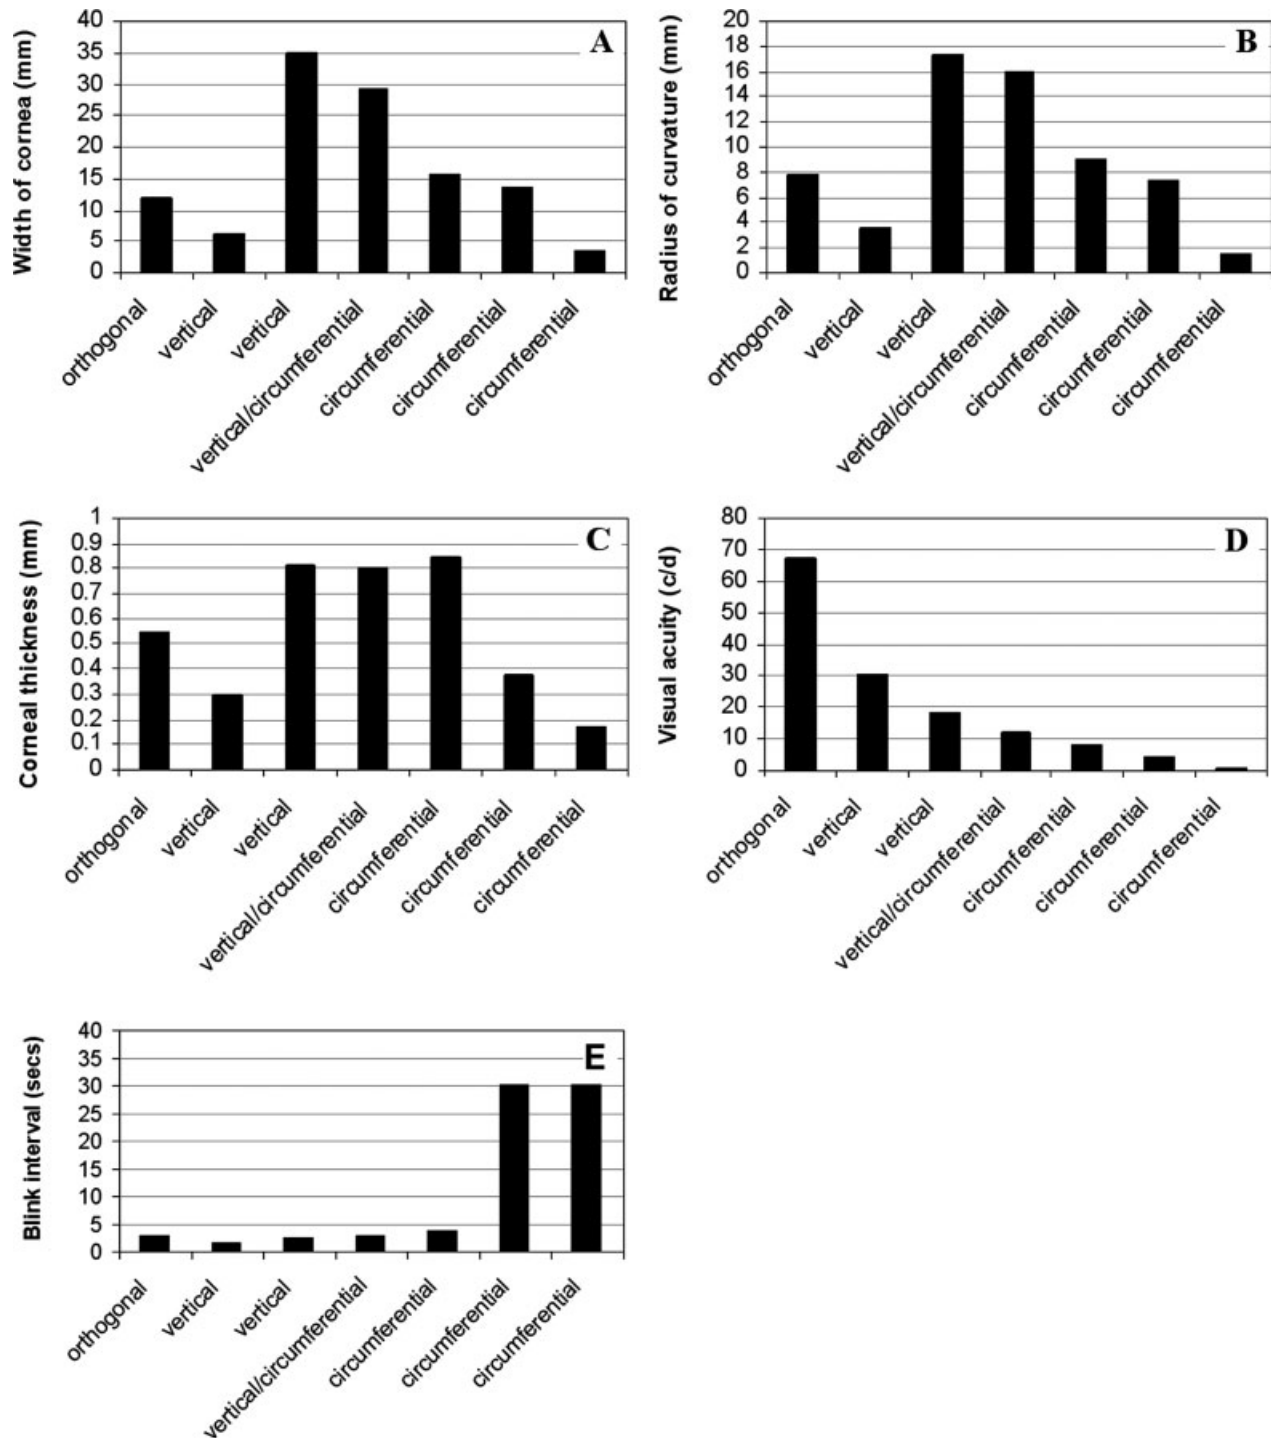 A
Width of cornea (mm)
40
35
30
25
20
15
10
5
0
orthogonal
vertical
vertical
vertical/circumferential
circumferential
circumferential
circumferential
B
Radius of curvature (mm)
20
18
16
14
12
10
8
6
4
2
0
orthogonal
vertical
vertical
vertical/circumferential
circumferential
circumferential
circumferential
C
Corneal thickness (mm)
1
0.9
0.8
0.7
0.6
0.5
0.4
0.3
0.2
0.1
0
orthogonal
vertical
vertical
vertical/circumferential
circumferential
circumferential
circumferential
D
Visual acuity (c/d)
80
70
60
50
40
30
20
10
0
orthogonal
vertical
vertical
vertical/circumferential
circumferential
circumferential
circumferential
E
Blink interval (secs)
40
35
30
25
20
15
10
5
0
orthogonal
vertical
vertical
vertical/circumferential
circumferential
circumferential
circumferential